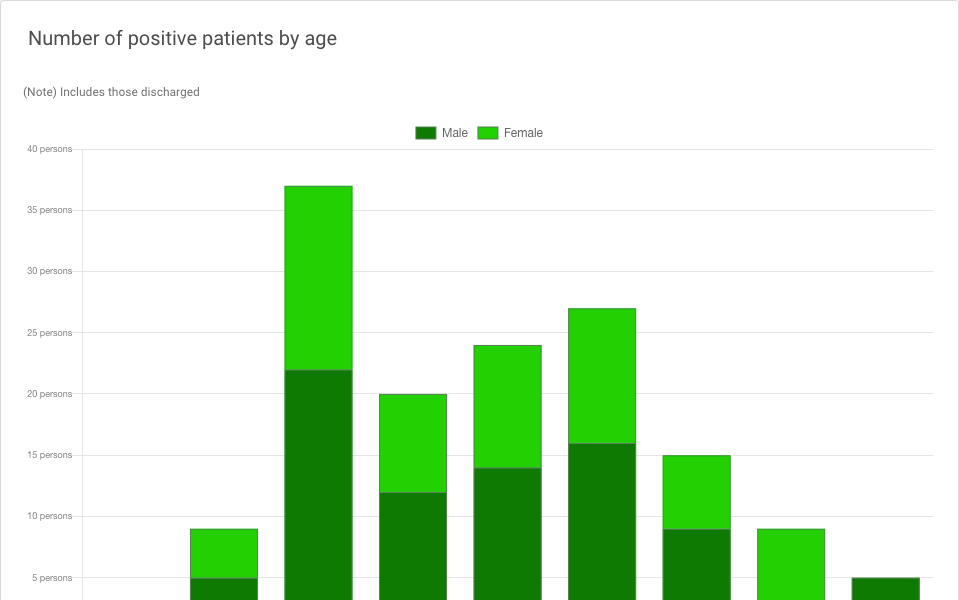 Number of positive patients by age
(Note) Includes those discharged
Male Female
40 persons
35 persons
30 persons
25 persons
20 persons
15 persons
10 persons
5 persons